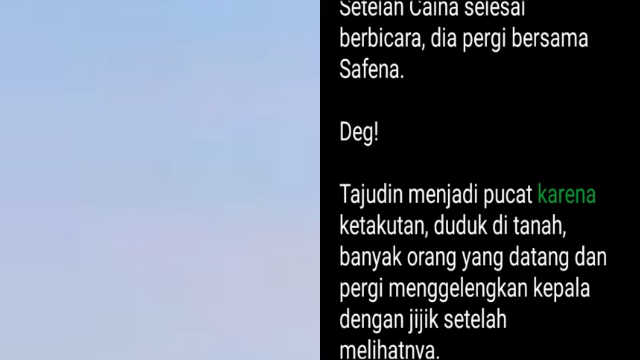 Setelah Caina selesai
berbicara, dia pergi bersama
Safena.
Deg!
Tajudin menjadi pucat karena
ketakutan, duduk di tanah,
banyak orang yang datang dan
pergi menggelengkan kepala
dengan jijik setelah
melihatnya.